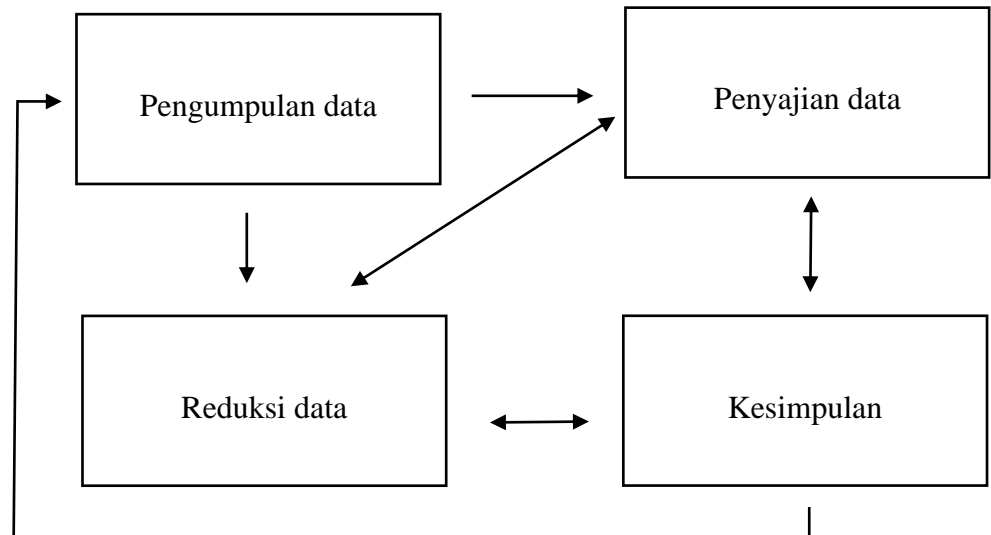 Pengumpulan data
Penyajian data
Reduksi data
Kesimpulan